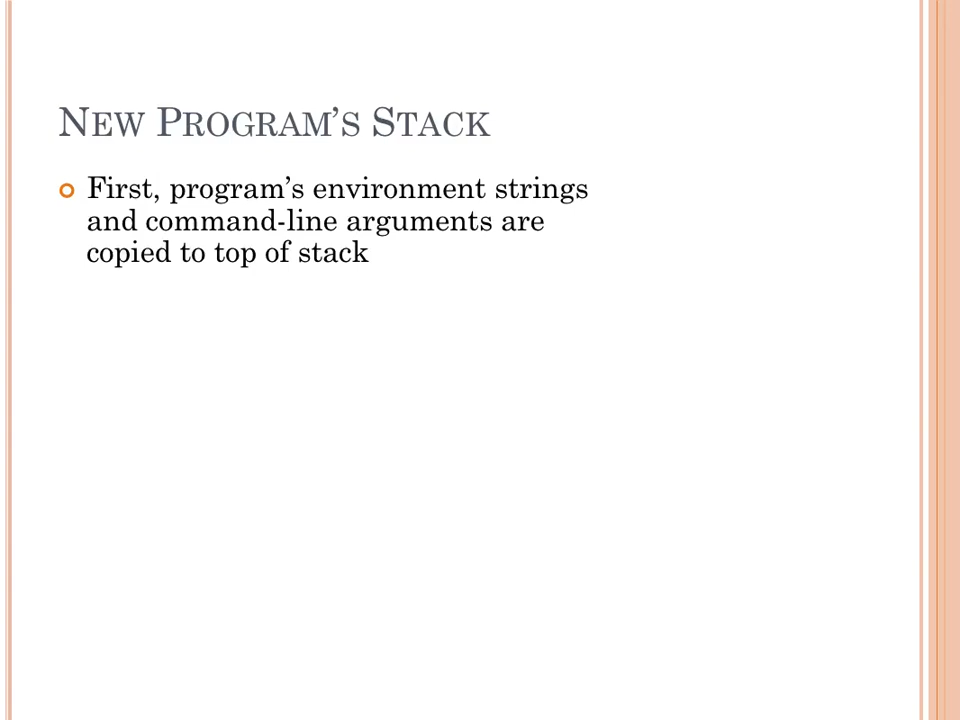 NEW PROGRAM’S STACK
First, program’s environment strings
and command-line arguments are
copied to top of stack